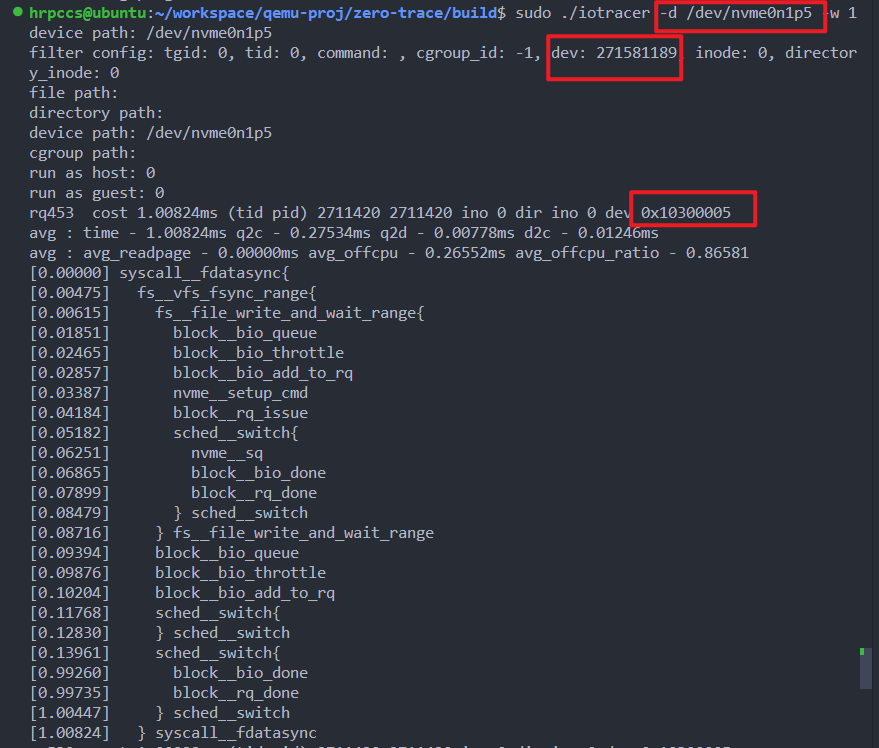 hrpccs@ubuntu:~/workspace/qemu-proj/zero-trace/build$ sudo ./iotracer -d /dev/nvme0n1p5 -w 1
device path: /dev/nvme0n1p5
filter config: tgid: 0, tid: 0, command: , cgroup_id: -1, dev: 271581189, inode: 0, director
y_inode: 0
file path:
directory path:
device path: /dev/nvme0n1p5
cgroup path:
run as host: 0
run as guest: 0
rq453  cost 1.00824ms (tid pid) 2711420 2711420 ino 0 dir ino 0 dev 0x10300005
avg : time - 1.00824ms q2c - 0.27534ms q2d - 0.00778ms d2c - 0.01246ms
avg : avg_readpage - 0.00000ms avg_offcpu - 0.26552ms avg_offcpu_ratio - 0.86581
[0.00000] syscall__fdatasync{
[0.00475]   fs__vfs_fsync_range{
[0.00615]     fs__file_write_and_wait_range{
[0.01851]       block__bio_queue
[0.02465]       block__bio_throttle
[0.02857]       block__bio_add_to_rq
[0.03387]       nvme__setup_cmd
[0.04184]       block__rq_issue
[0.05182]       sched__switch{
[0.06251]         nvme__sq
[0.06865]         block__bio_done
[0.07899]         block__rq_done
[0.08479]       } sched__switch
[0.08716]     } fs__file_write_and_wait_range
[0.09394]     block__bio_queue
[0.09876]     block__bio_throttle
[0.10204]     block__bio_add_to_rq
[0.11768]     sched__switch{
[0.12830]     } sched__switch
[0.13961]     sched__switch{
[0.99260]       block__bio_done
[0.99735]       block__rq_done
[1.00447]     } sched__switch
[1.00824]   } syscall__fdatasync